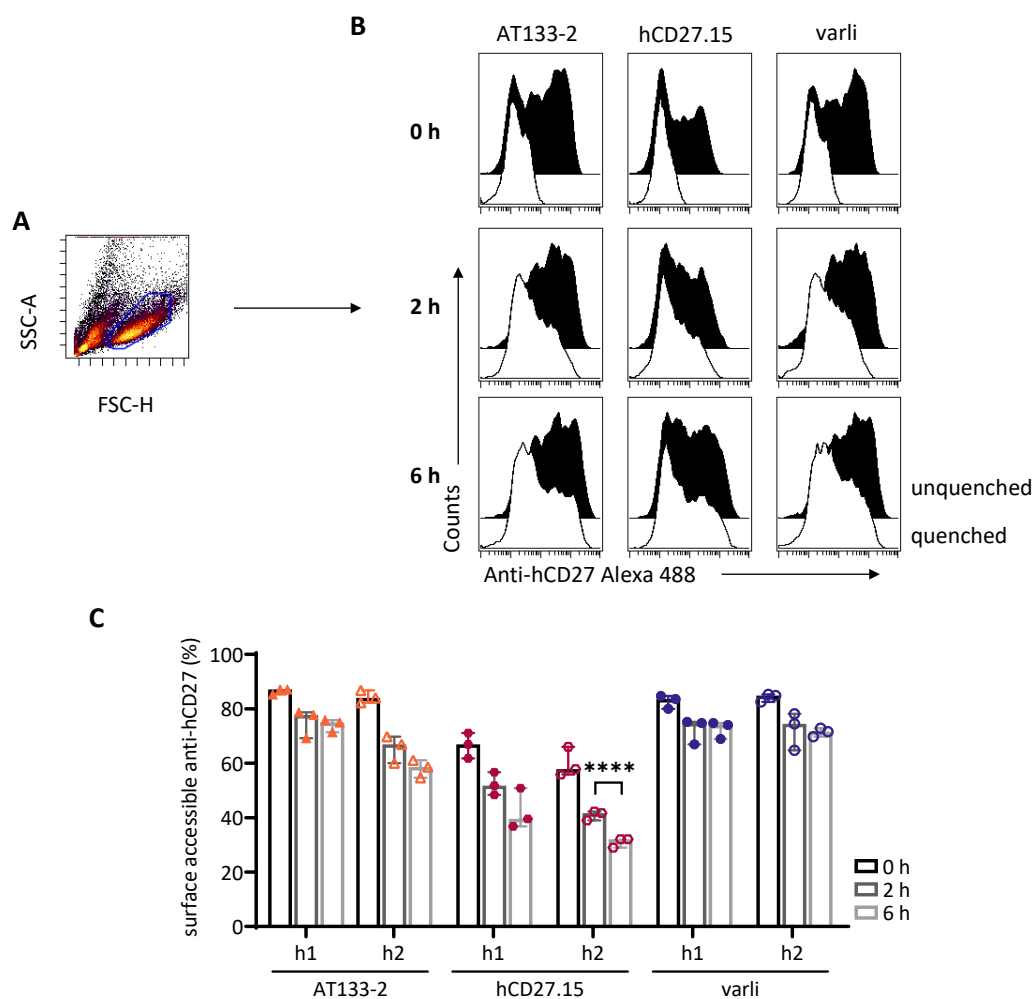 B
AT133-2 hCD27.15 varli
0 h
A
SSC-A
FSC-H
2 h
6 h
Counts
unquenched
quenched
Anti-hCD27 Alexa 488
C
surface accessible anti-hCD27 (%)
100
80
60
40
20
0
****
0 h
2 h
6 h
h1 h2 h1 h2 h1 h2
AT133-2 hCD27.15 varli